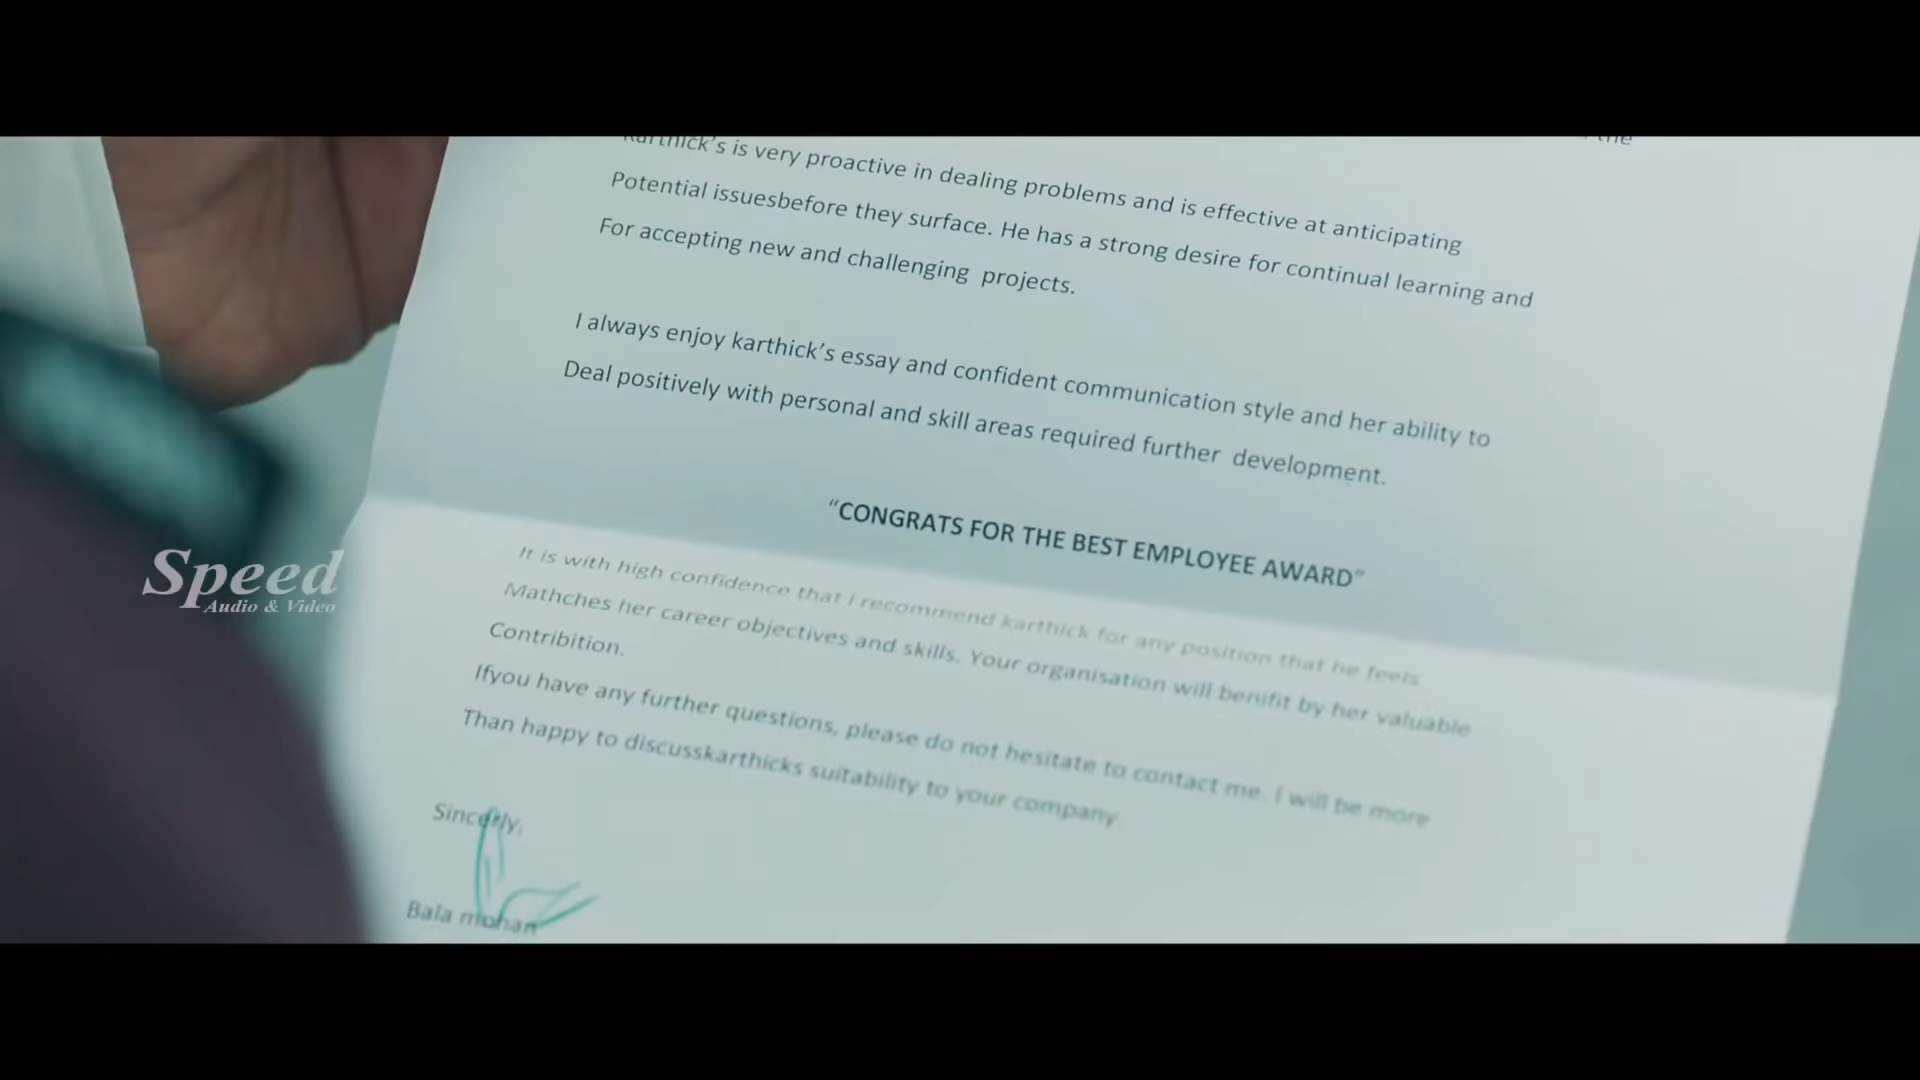 the
karthick's is very proactive in dealing problems and is effective at anticipating
Potential issuesbefore they surface. He has a strong desire for continual learning and
For accepting new and challenging projects.
I always enjoy karthick's essay and confident communication style and her ability to
Deal positively with personal and skill areas required further development.
"CONGRATS FOR THE BEST EMPLOYEE AWARD"
It is with high confidence that i recommend karthick for any position that he feels
Mathches her career objectives and skills. Your organisation will benifit by her valuable
Contribition.
Ifyou have any further questions, please do not hesitate to contact me. I will be more
Than happy to discusskarthicks suitability to your company.
Sincerly,
Bala mohan
Speed
Audio & Video